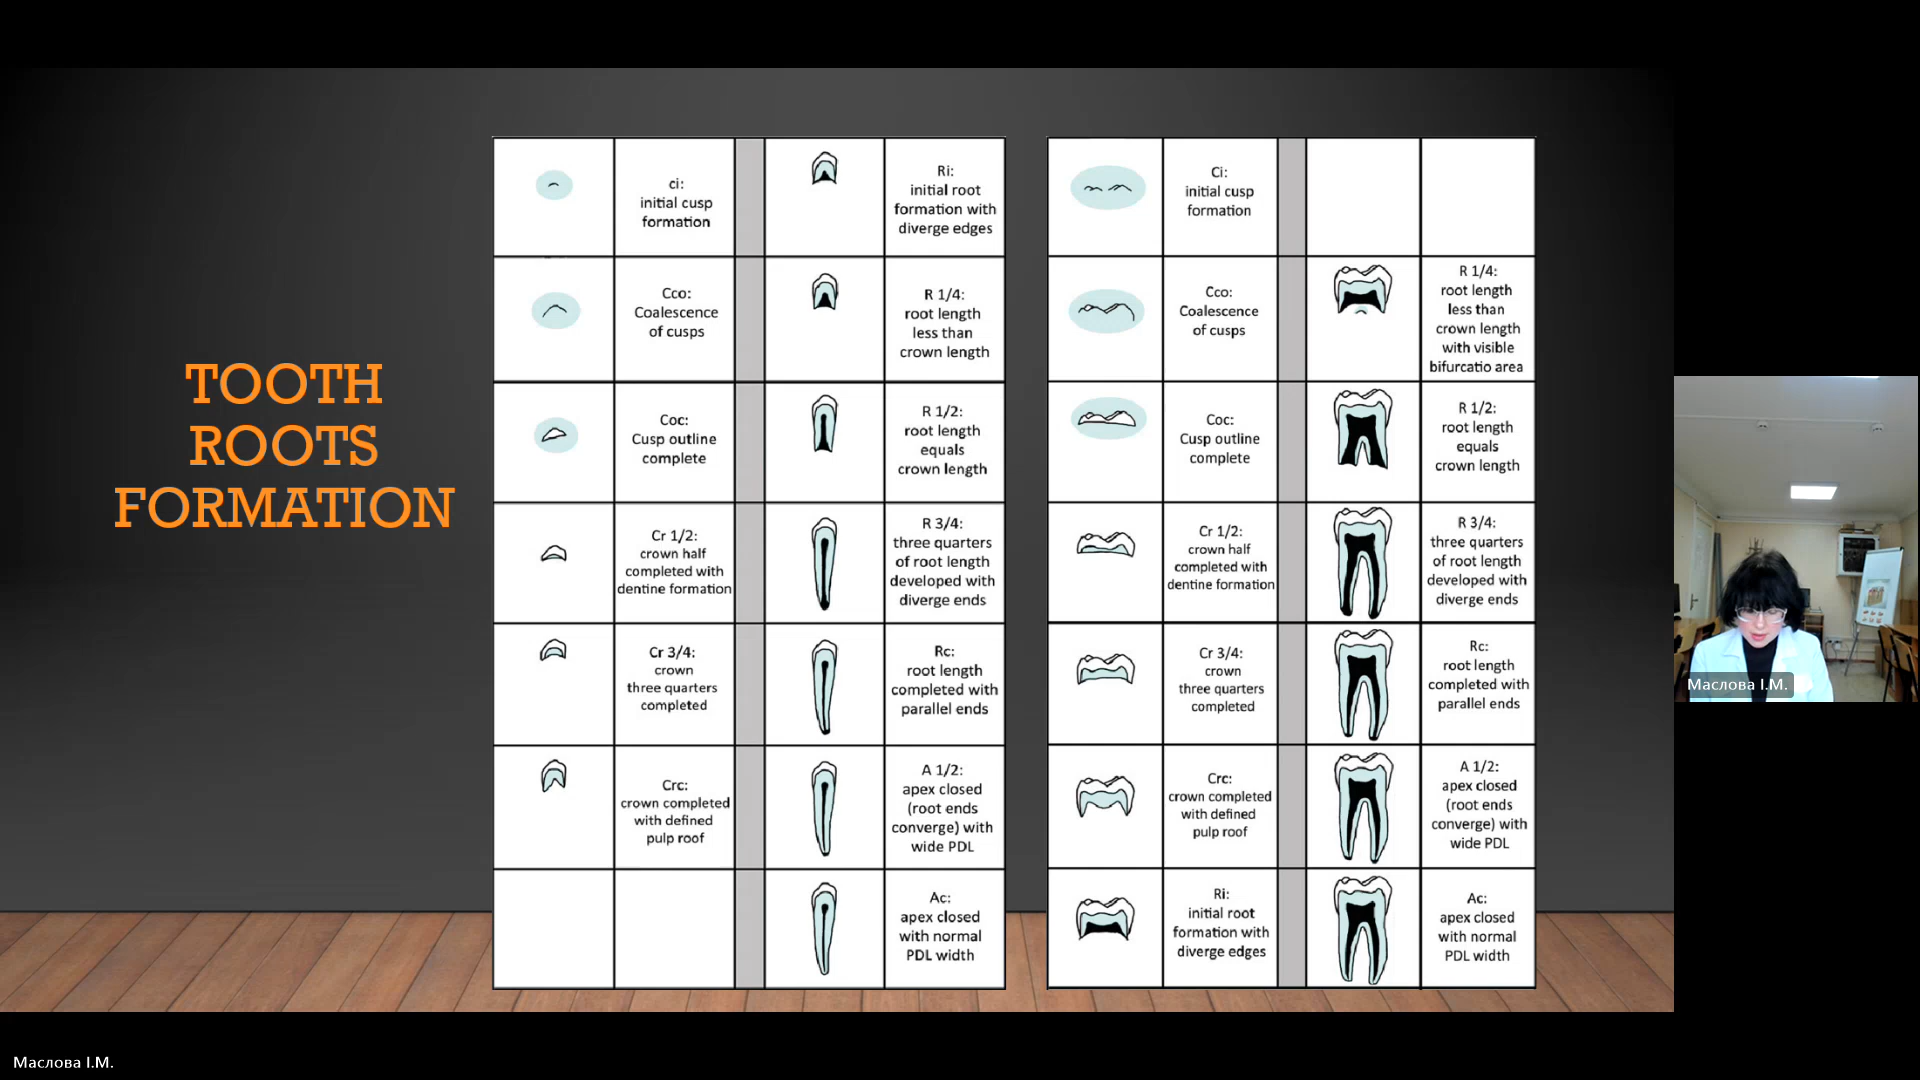 TOOTH
ROOTS
FORMATION
ci:
initial cusp
formation
Ri:
initial root
formation with
diverge edges
Cco:
Coalescence
of cusps
R 1/4:
root length
less than
crown length
Coc:
Cusp outline
complete
R 1/2:
root length
equals
crown length
Cr 1/2:
crown half
completed with
dentine formation
R 3/4:
three quarters
of root length
developed with
diverge ends
Cr 3/4:
crown
three quarters
completed
Rc:
root length
completed with
parallel ends
Crc:
crown completed
with defined
pulp roof
A 1/2:
apex closed
(root ends
converge) with
wide PDL
Ac:
apex closed
with normal
PDL width
Ci:
initial cusp
formation
Cco:
Coalescence
of cusps
R 1/4:
root length
less than
crown length
with visible
bifurcatio area
Coc:
Cusp outline
complete
R 1/2:
root length
equals
crown length
Cr 1/2:
crown half
completed with
dentine formation
R 3/4:
three quarters
of root length
developed with
diverge ends
Cr 3/4:
crown
three quarters
completed
Rc:
root length
completed with
parallel ends
Crc:
crown completed
with defined
pulp roof
A 1/2:
apex closed
(root ends
converge) with
wide PDL
Ri:
initial root
formation with
diverge edges
Ac:
apex closed
with normal
PDL width
Маслова І.М.
Маслова І.М.